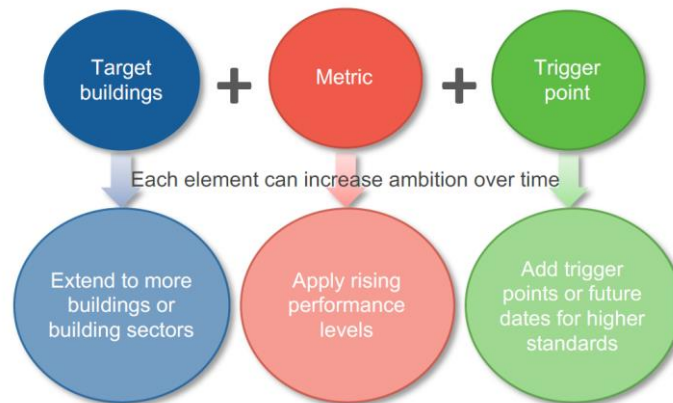 Target
buildings
+
Metric
+
Trigger
point
Each element can increase ambition over time
Extend to more
buildings or
building sectors
Apply rising
performance
levels
Add trigger
points or future
dates for higher
standards